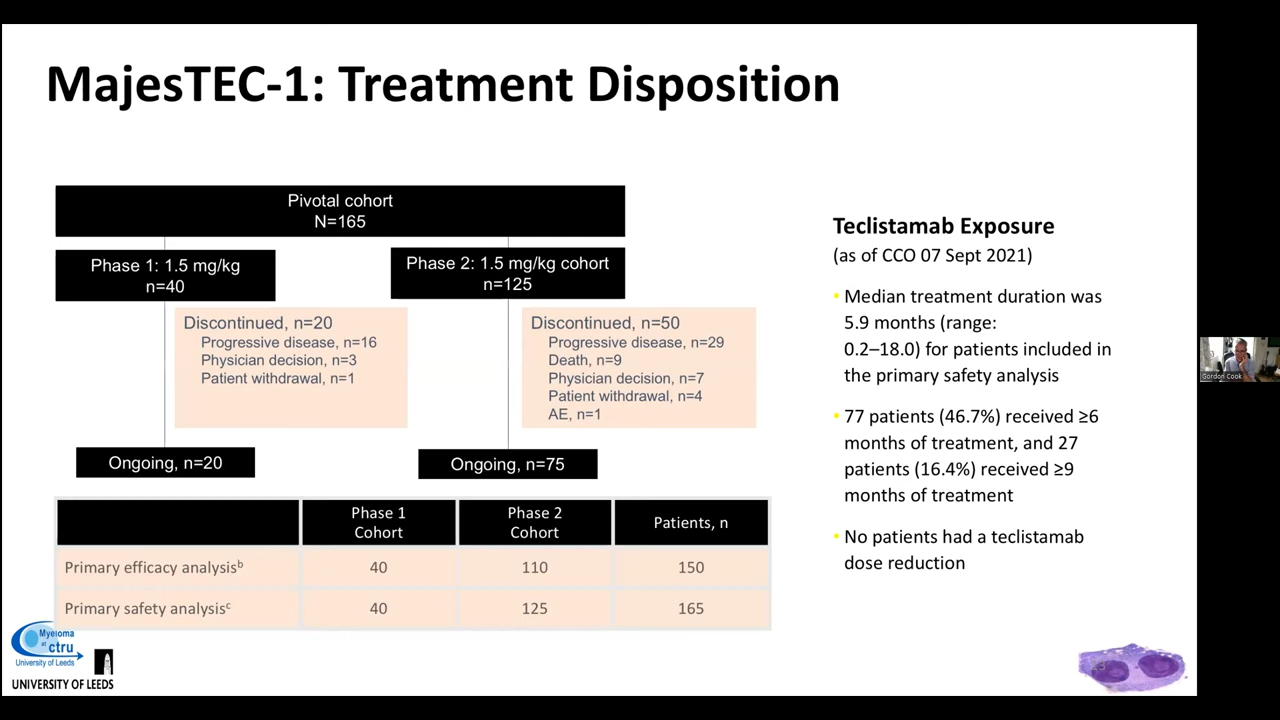 MajesTEC-1: Treatment Disposition
Pivotal cohort
N=165
Phase 1: 1.5 mg/kg
n=40
Phase 2: 1.5 mg/kg cohort
n=125
Discontinued, n=20
Progressive disease, n=16
Physician decision, n=3
Patient withdrawal, n=1
Discontinued, n=50
Progressive disease, n=29
Death, n=9
Physician decision, n=7
Patient withdrawal, n=4
AE, n=1
Ongoing, n=20
Ongoing, n=75
Phase 1
Cohort
Phase 2
Cohort
Patients, n
Primary efficacy analysisᵇ 40 110 150
Primary safety analysisᶜ 40 125 165
Teclistamab Exposure
(as of CCO 07 Sept 2021)
• Median treatment duration was
5.9 months (range:
0.2–18.0) for patients included in
the primary safety analysis
• 77 patients (46.7%) received ≥6
months of treatment, and 27
patients (16.4%) received ≥9
months of treatment
• No patients had a teclistamab
dose reduction
Myeloma
at
ctru
University of Leeds
UNIVERSITY OF LEEDS
23
Gordon Cook